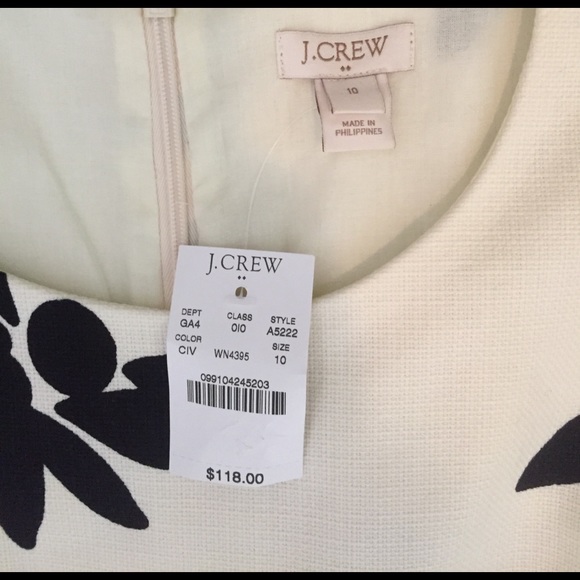 J.CREW
10
MADE IN
PHILIPPINES
J.CREW
DEPT CLASS STYLE
GA4 0I0 A5222
COLOR SIZE
CIV WN4395 10
099104245203
$118.00